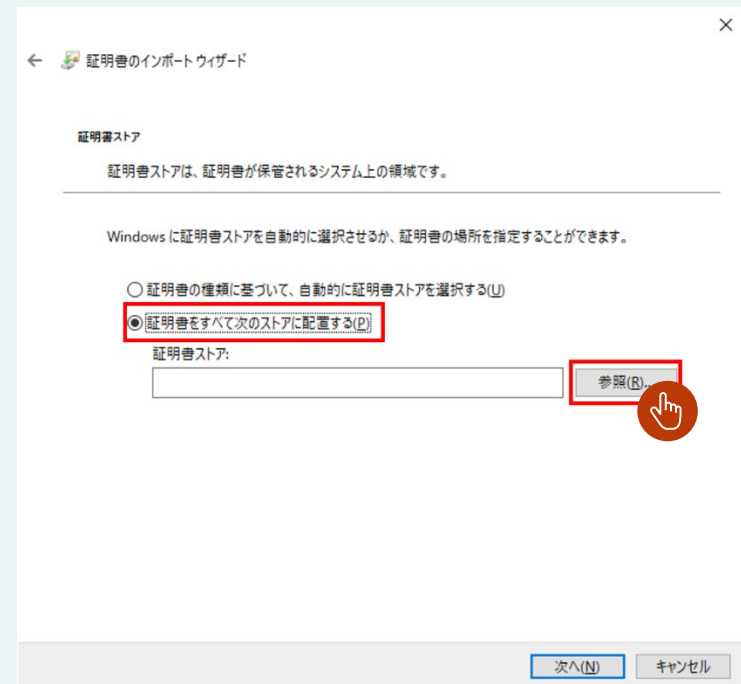 証明書のインポート ウィザード
証明書ストア
証明書ストアは、証明書が保管されるシステム上の領域です。
Windows に証明書ストアを自動的に選択させるか、証明書の場所を指定することができます。
証明書の種類に基づいて、自動的に証明書ストアを選択する(U)
証明書をすべて次のストアに配置する(P)
証明書ストア:
参照(R)...
次へ(N) キャンセル